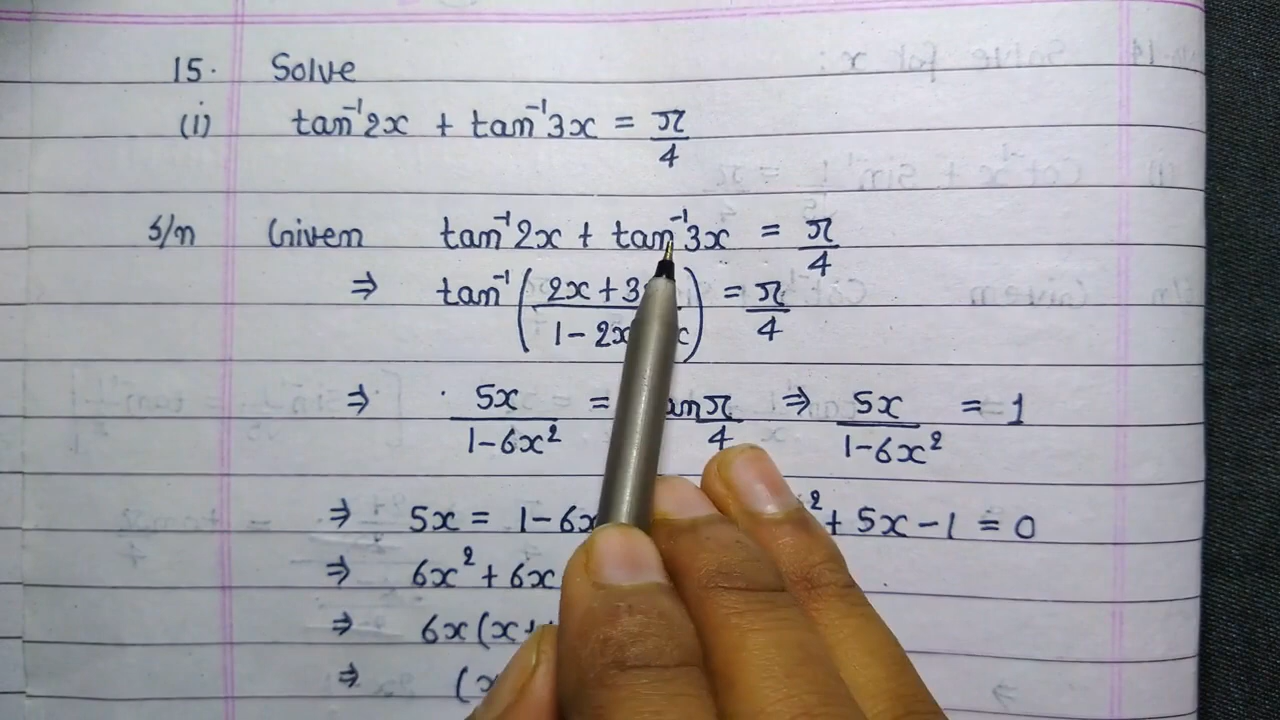 15. Solve
(i) tan⁻¹2x + tan⁻¹3x = π/4
S/n Given tan⁻¹2x + tan⁻¹3x = π/4
⇒ tan⁻¹(2x+3 / 1-2x) = π/4
⇒ 5x/1-6x² = tan π/4 ⇒ 5x/1-6x² = 1
⇒ 5x = 1-6x ² + 5x - 1 = 0
⇒ 6x² + 6x
⇒ 6x(x+
⇒ (x